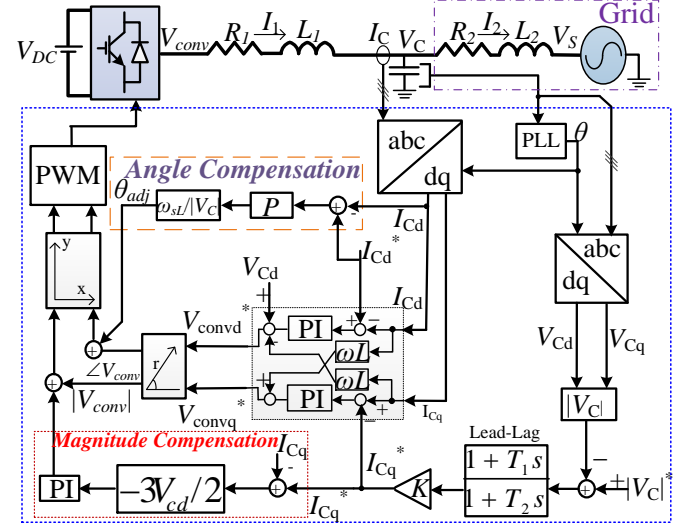 Grid
V_DC
V_conv
R_1
I_1
L_1
I_C
V_C
R_2
I_2
L_2
V_S
abc
dq
PLL
θ
PWM
Angle Compensation
θ_adj
ω_sL/|V_C|
P
+
-
I_Cd
I_Cd*
y
x
abc
dq
V_Cd
I_Cd
+
V_convd*
PI
+
−
-
ωL
ωL
V_Cd
V_Cq
+
∠V_conv
r
+
PI
+
−
I_Cq
|V_C|
+
|V_conv|
V_convq*
Magnitude Compensation
I_Cq
I_Cq*
Lead-Lag
−
PI
−3V_cd/2
-
+
I_Cq*
K
1 + T_1 s
1 + T_2 s
+
±|V_C|*